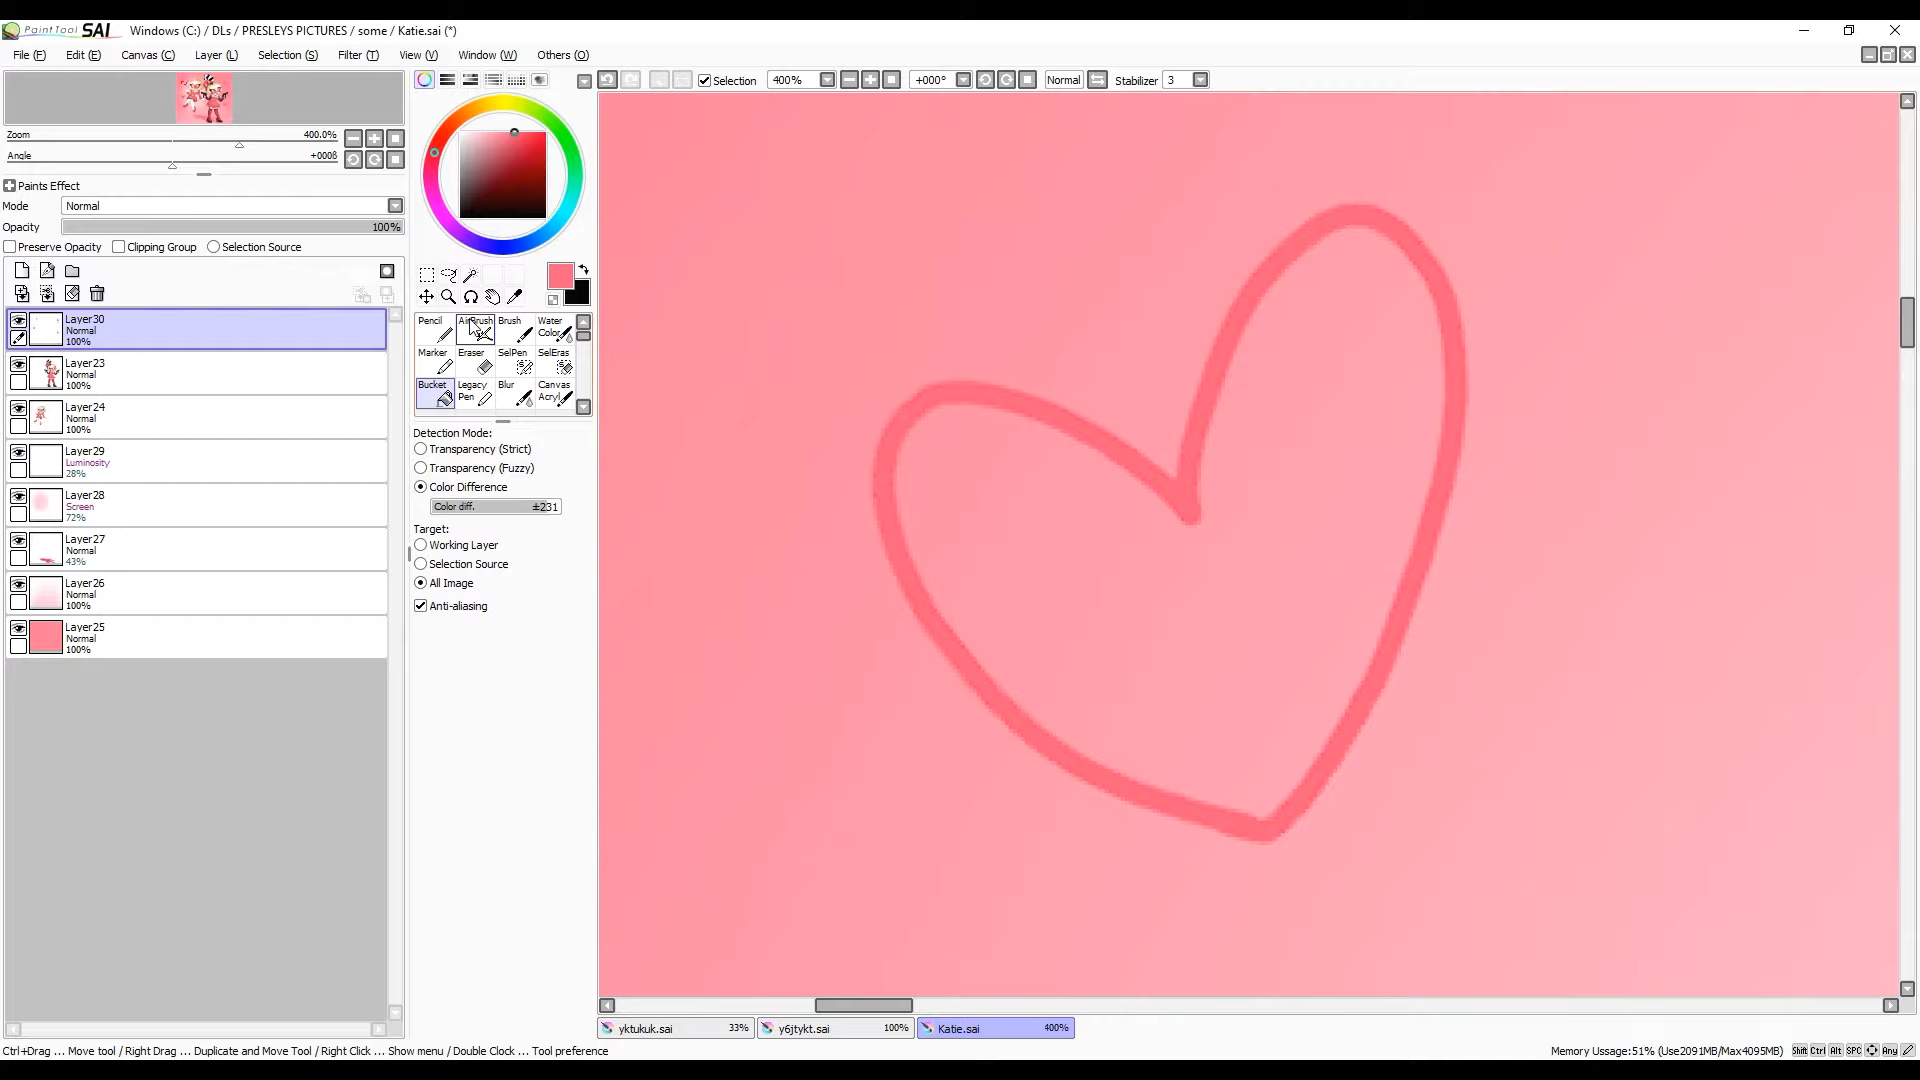 PaintTool SAI Windows (C:) / DLs / PRESLEYS PICTURES / some / Katie.sai (*)
File (F) Edit (E) Canvas (C) Layer (L) Selection (S) Filter (T) View (V) Window (W) Others (O)
Selection 400% +000° Normal Stabilizer 3
Zoom 400.0%
Angle +000ß
Paints Effect
Mode Normal
Opacity 100%
Preserve Opacity Clipping Group Selection Source
Layer30
Normal
100%
Layer23
Normal
100%
Layer24
Normal
100%
Layer29
Luminosity
28%
Layer28
Screen
72%
Layer27
Normal
43%
Layer26
Normal
100%
Layer25
Normal
100%
Pencil AirBrush Brush Water Color
Marker Eraser SelPen SelEras
Bucket Legacy Pen Blur Canvas Acryl
Detection Mode:
Transparency (Strict)
Transparency (Fuzzy)
Color Difference
Color diff. ±231
Target:
Working Layer
Selection Source
All Image
Anti-aliasing
yktukuk.sai 33% y6jtykt.sai 100% Katie.sai 400%
Ctrl+Drag ... Move tool / Right Drag ... Duplicate and Move Tool / Right Click ... Show menu / Double Clock ... Tool preference
Memory Ussage:51% (Use2091MB/Max4095MB) Shift Ctrl Alt SPC Any